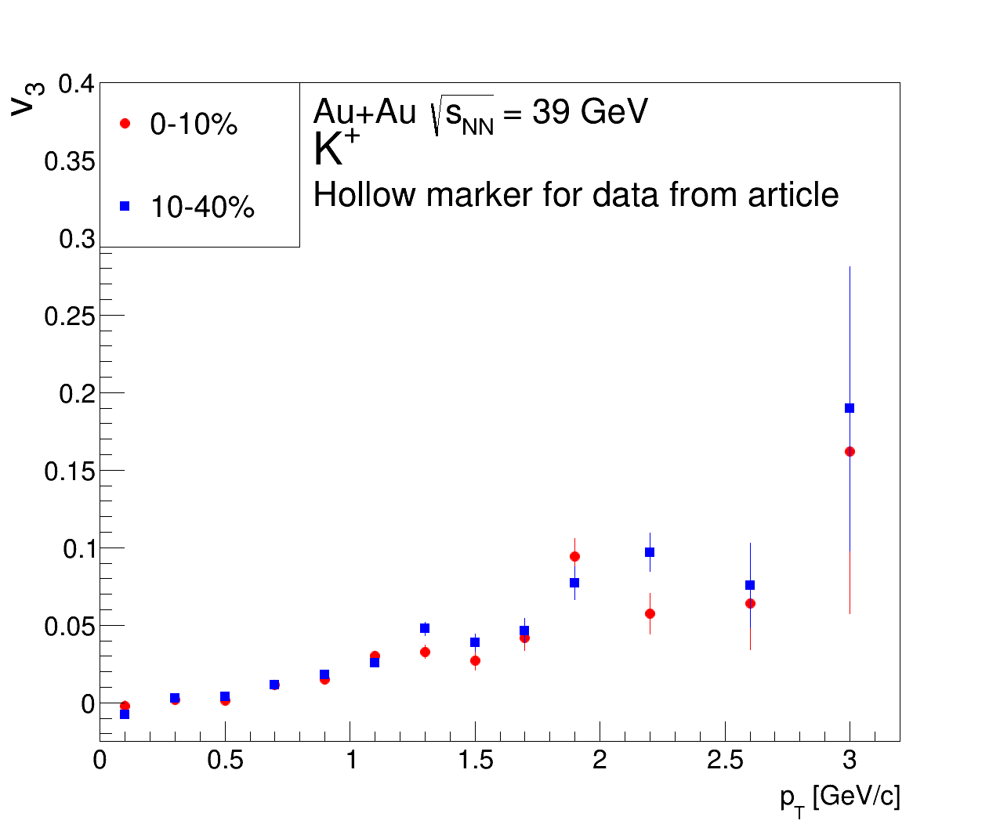 v3
0.4
0.35
0.3
0.25
0.2
0.15
0.1
0.05
0
0-10%
10-40%
Au+Au √sNN = 39 GeV
K+
Hollow marker for data from article
0 0.5 1 1.5 2 2.5 3
pT [GeV/c]